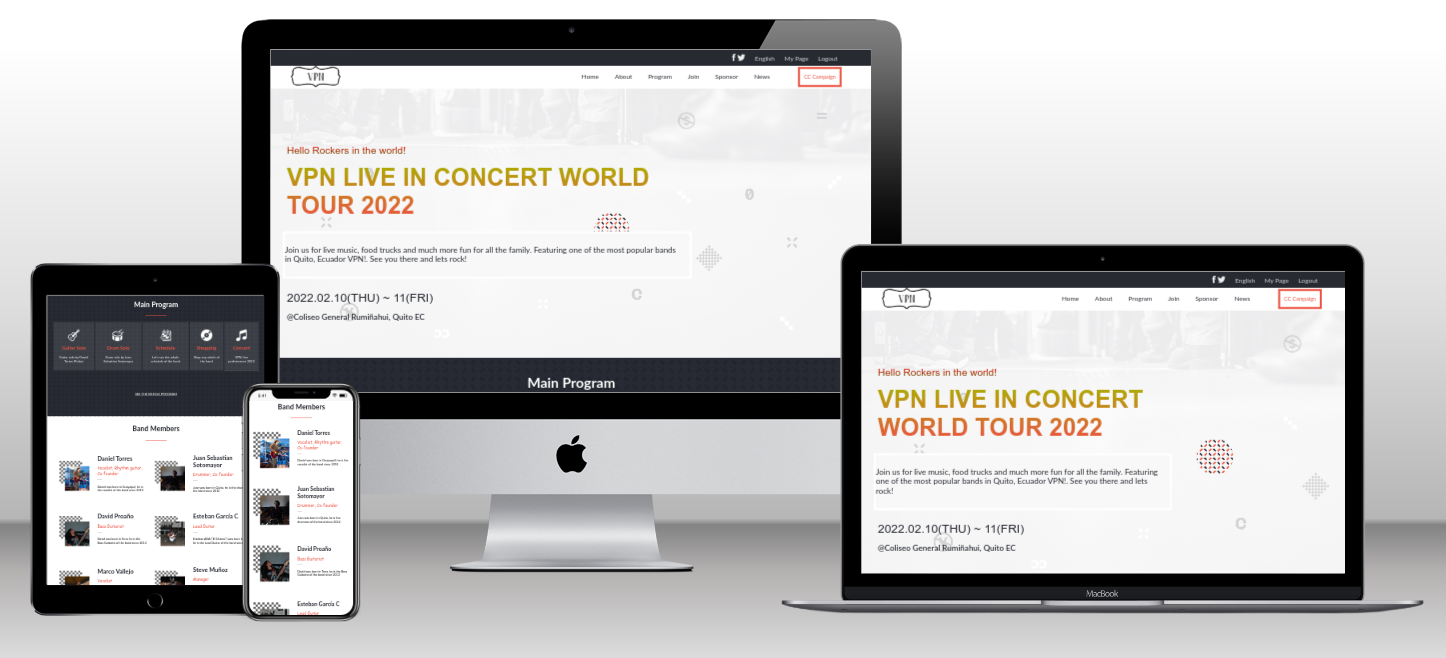 English My Page Logout
VPN
Home About Program Join Sponsor News CC Campaign
Hello Rockers in the world!
VPN LIVE IN CONCERT WORLD
TOUR 2022
Join us for live music, food trucks and much more fun for all the family. Featuring one of the most popular bands
in Quito, Ecuador VPN!. See you there and lets rock!
2022.02.10(THU) ~ 11(FRI)
@Coliseo General Rumiñahui, Quito EC
Main Program
Main Program
Band Members
Daniel Torres
Vocalist, Rhythm guitar,
Co founder
Juan Sebastian
Sotomayor
Drummer, Co founder
David Proaño
Bass Guitarist
Esteban García C
Lead Guitar
Marco Vallejo
Vocalist
Steve Muñoz
Manager
Band Members
Daniel Torres
Vocalist, Rhythm guitar,
Co founder
Juan Sebastian
Sotomayor
Drummer, Co founder
David Proaño
Bass Guitarist
Esteban García C
Lead Guitar
English My Page Logout
VPN
Home About Program Join Sponsor News CC Campaign
Hello Rockers in the world!
VPN LIVE IN CONCERT
WORLD TOUR 2022
Join us for live music, food trucks and much more fun for all the family. Featuring
one of the most popular bands in Quito, Ecuador VPN!. See you there and lets
rock!
2022.02.10(THU) ~ 11(FRI)
@Coliseo General Rumiñahui, Quito EC
MacBook